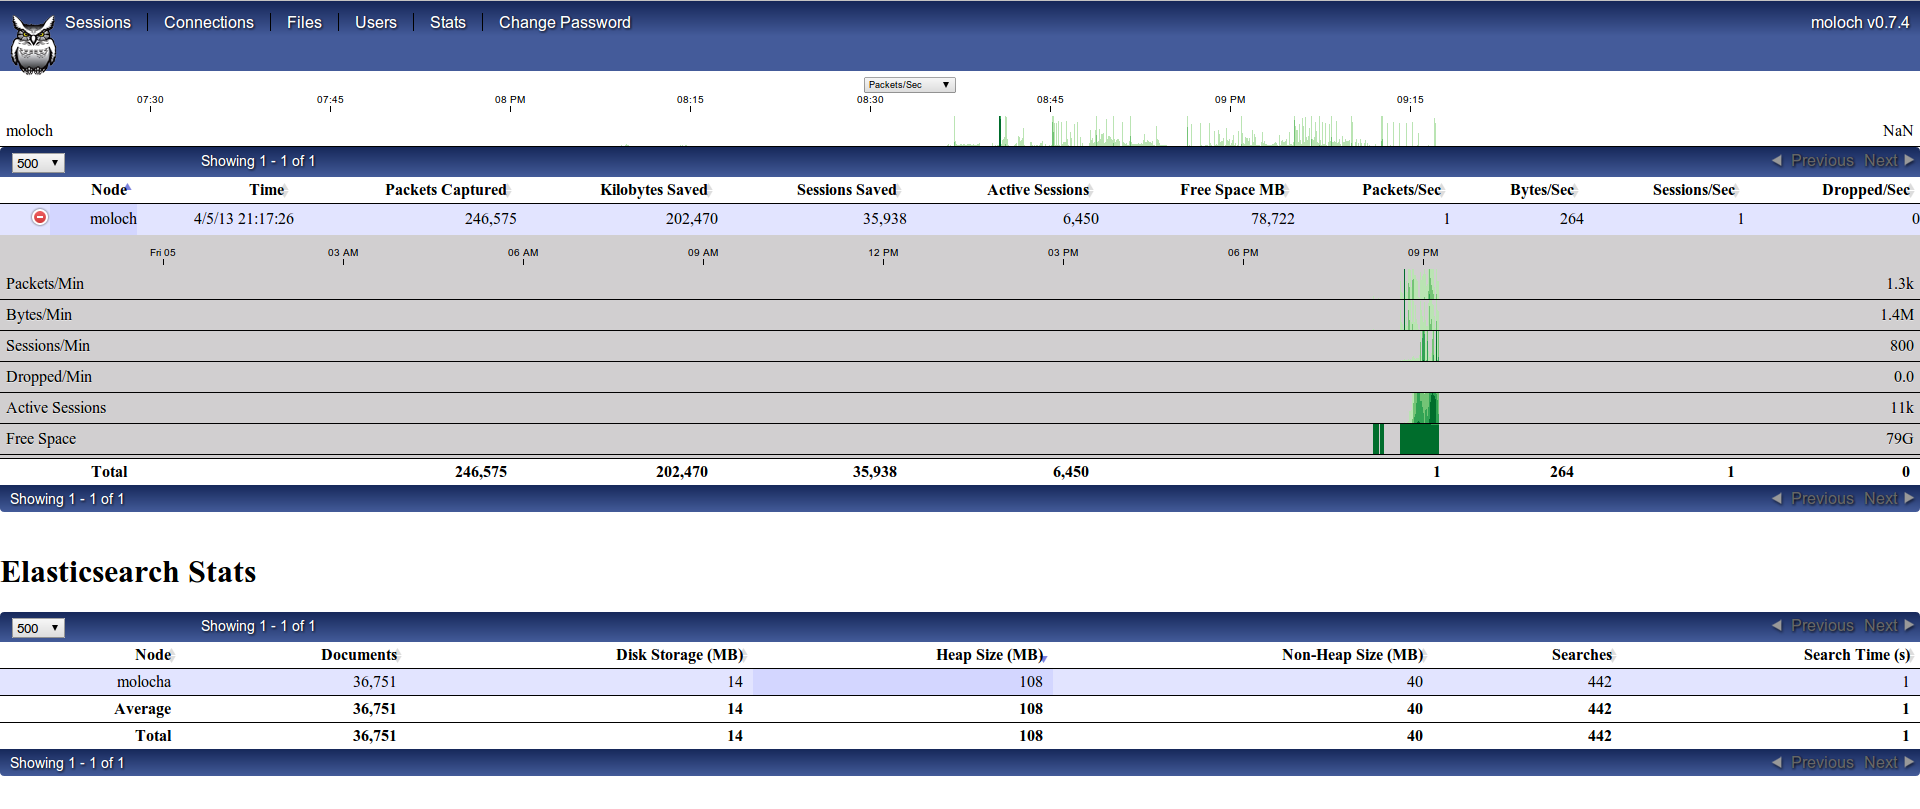 Sessions Connections Files Users Stats Change Password moloch v0.7.4
Packets/Sec
07:30 07:45 08 PM 08:15 08:30 08:45 09 PM 09:15
moloch NaN
500 Showing 1 - 1 of 1 Previous Next
Node Time Packets Captured Kilobytes Saved Sessions Saved Active Sessions Free Space MB Packets/Sec Bytes/Sec Sessions/Sec Dropped/Sec
moloch 4/5/13 21:17:26 246,575 202,470 35,938 6,450 78,722 1 264 1 0
Fri 05 03 AM 06 AM 09 AM 12 PM 03 PM 06 PM 09 PM
Packets/Min 1.3k
Bytes/Min 1.4M
Sessions/Min 800
Dropped/Min 0.0
Active Sessions 11k
Free Space 79G
Total 246,575 202,470 35,938 6,450 1 264 1 0
Showing 1 - 1 of 1 Previous Next
Elasticsearch Stats
500 Showing 1 - 1 of 1 Previous Next
Node Documents Disk Storage (MB) Heap Size (MB) Non-Heap Size (MB) Searches Search Time (s)
molocha 36,751 14 108 40 442 1
Average 36,751 14 108 40 442 1
Total 36,751 14 108 40 442 1
Showing 1 - 1 of 1 Previous Next